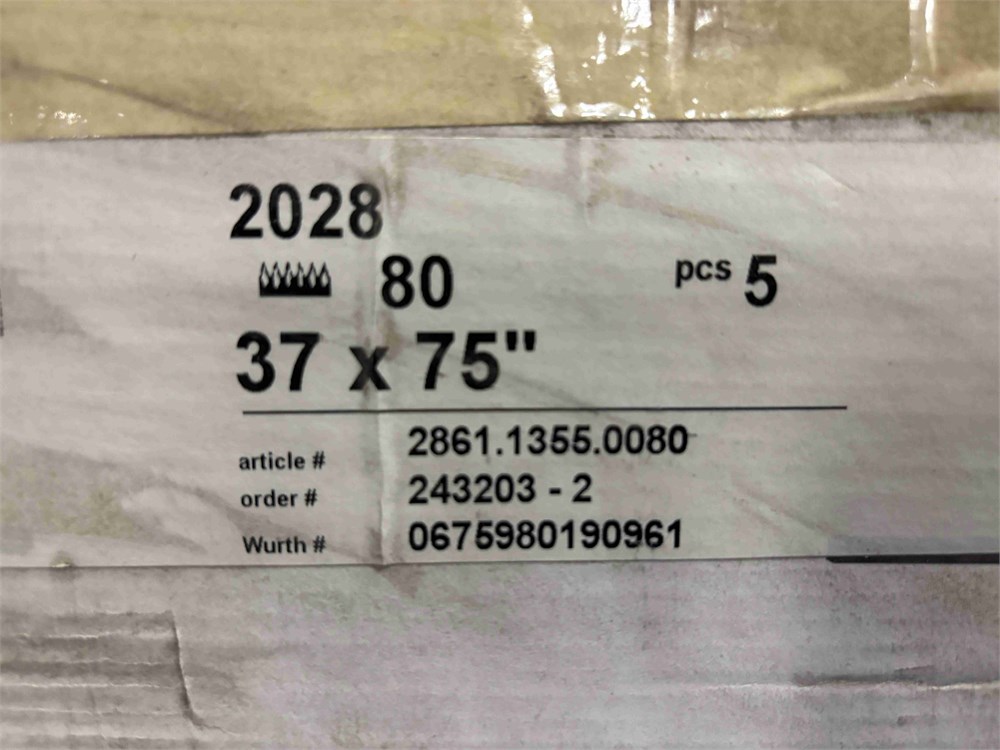 2028
80 pcs 5
37 x 75"
article # 2861.1355.0080
order # 243203 - 2
Wurth # 0675980190961